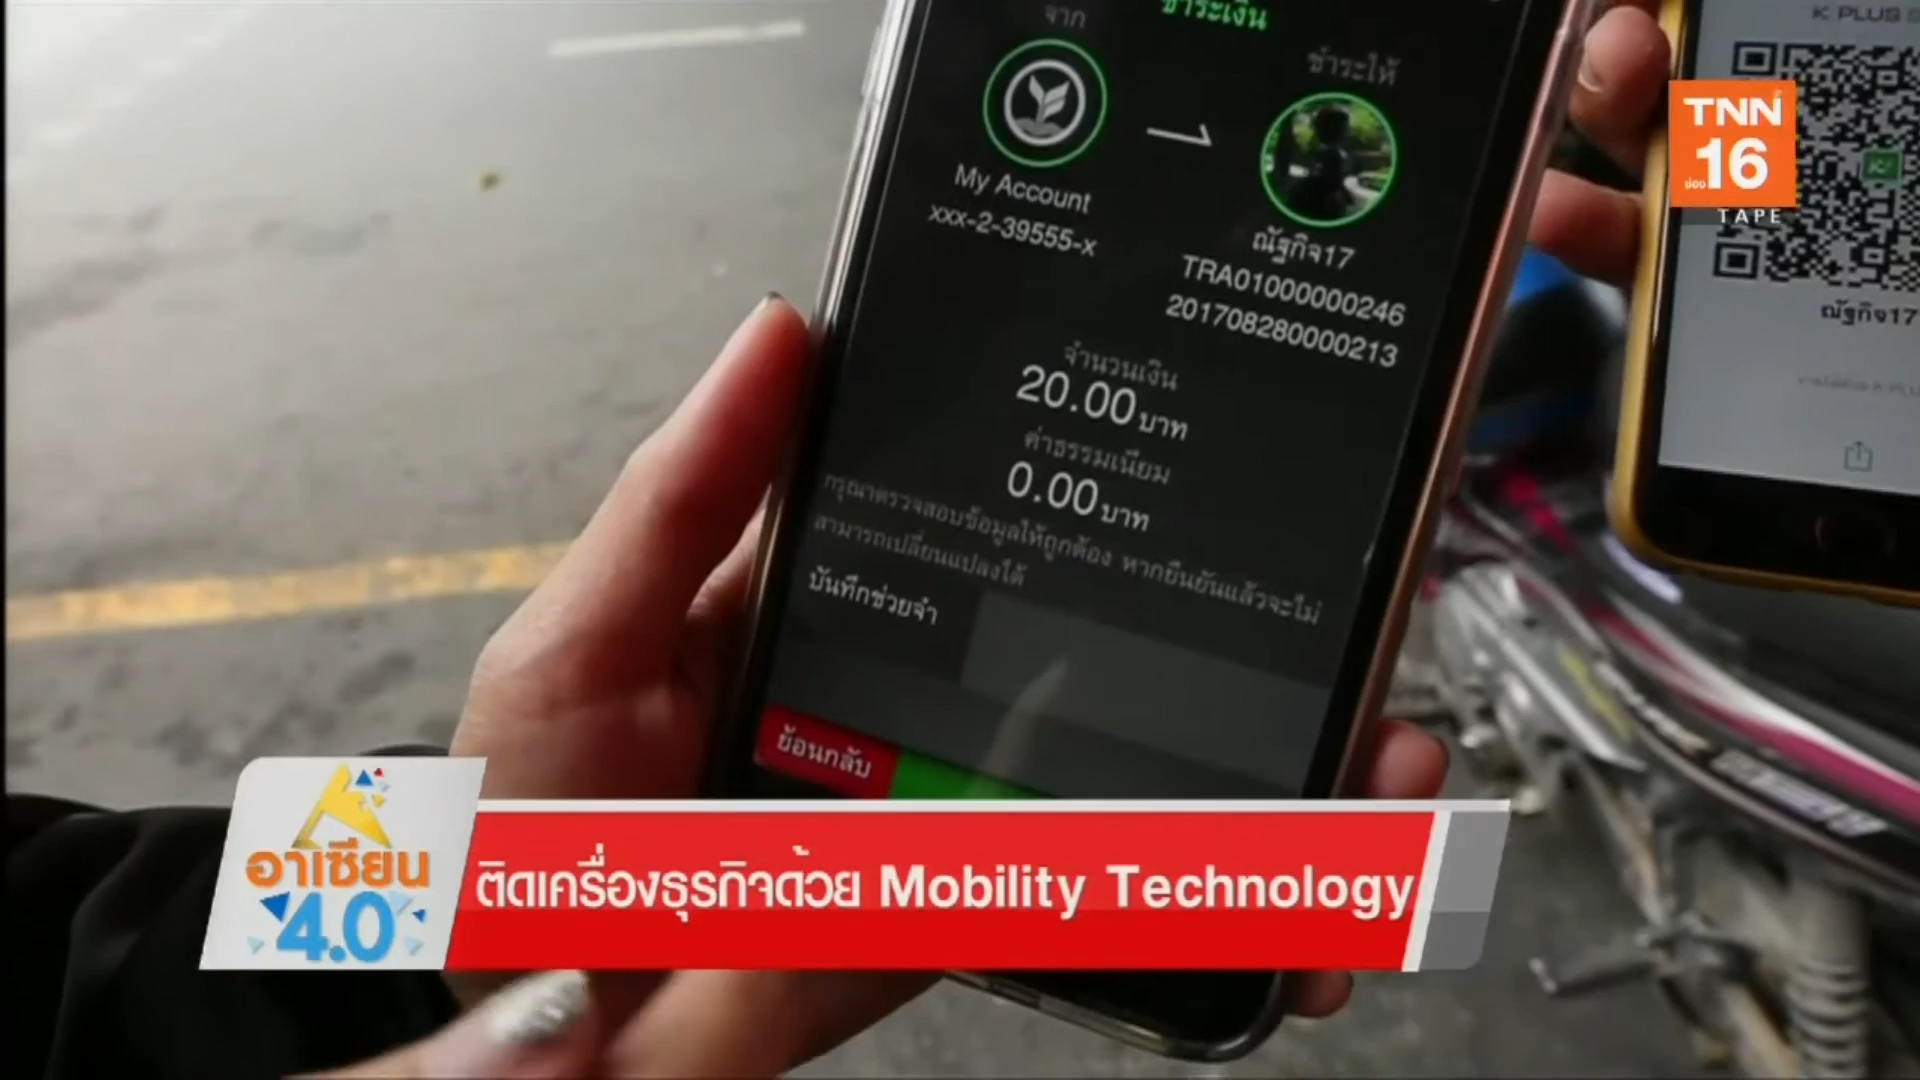 ชำระเงิน
จาก
ชำระให้
My Account
xxx-2-39555-x
ณัฐกิจ17
TRA01000000246
201708280000213
จำนวนเงิน
20.00 บาท
ค่าธรรมเนียม
0.00 บาท
กรุณาตรวจสอบข้อมูลให้ถูกต้อง หากยืนยันแล้วจะไม่
สามารถเปลี่ยนแปลงได้
บันทึกช่วยจำ
ย้อนกลับ
K PLUS
ณัฐกิจ17
TNN
ช่อง 16
TAPE
อาเซียน
4.0
ติดเครื่องธุรกิจด้วย Mobility Technology